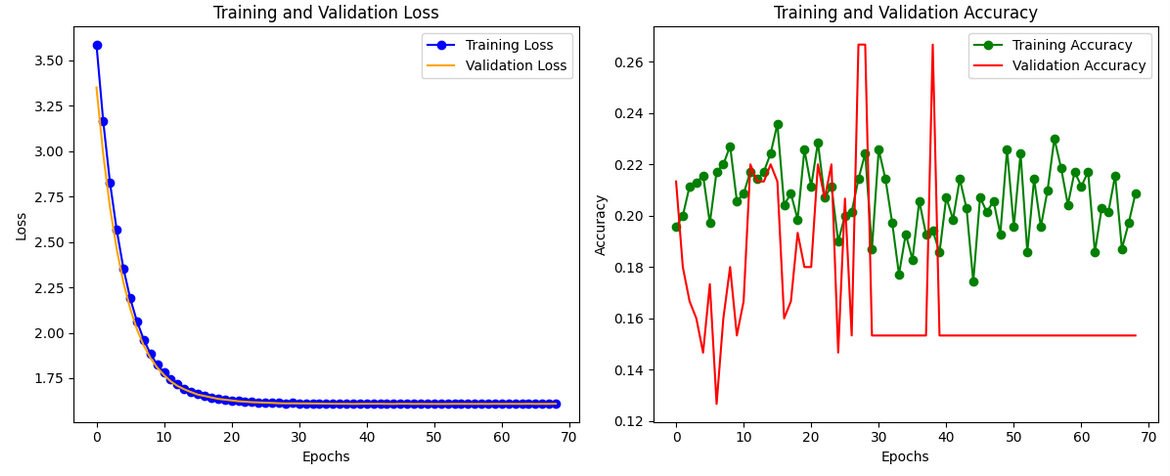 Training and Validation Loss
Training Loss
Validation Loss
3.50
3.25
3.00
2.75
2.50
2.25
2.00
1.75
Loss
0 10 20 30 40 50 60 70
Epochs
Training and Validation Accuracy
Training Accuracy
Validation Accuracy
0.26
0.24
0.22
0.20
0.18
0.16
0.14
0.12
Accuracy
0 10 20 30 40 50 60 70
Epochs